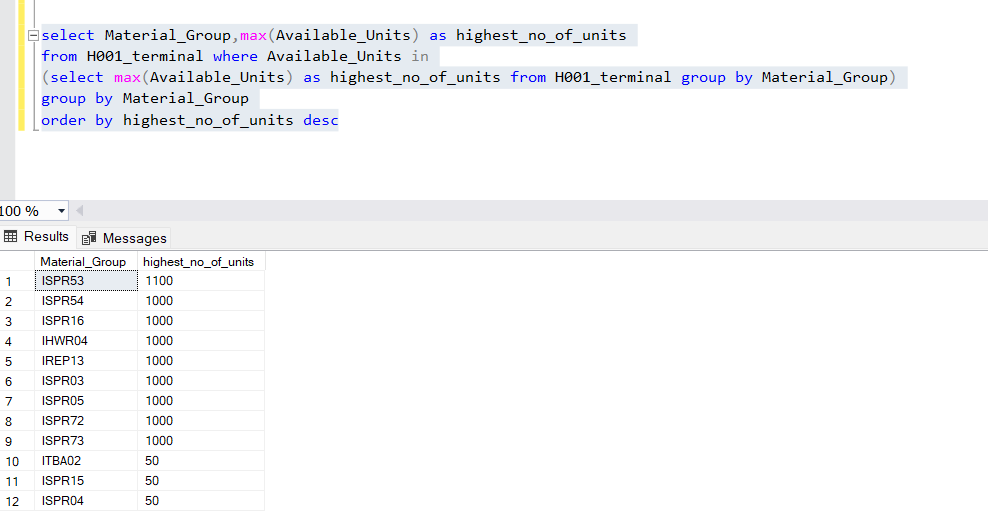 select Material_Group,max(Available_Units) as highest_no_of_units
from H001_terminal where Available_Units in
(select max(Available_Units) as highest_no_of_units from H001_terminal group by Material_Group)
group by Material_Group
order by highest_no_of_units desc
100 %
Results Messages
Material_Group highest_no_of_units
1 ISPR53 1100
2 ISPR54 1000
3 ISPR16 1000
4 IHWR04 1000
5 IREP13 1000
6 ISPR03 1000
7 ISPR05 1000
8 ISPR72 1000
9 ISPR73 1000
10 ITBA02 50
11 ISPR15 50
12 ISPR04 50